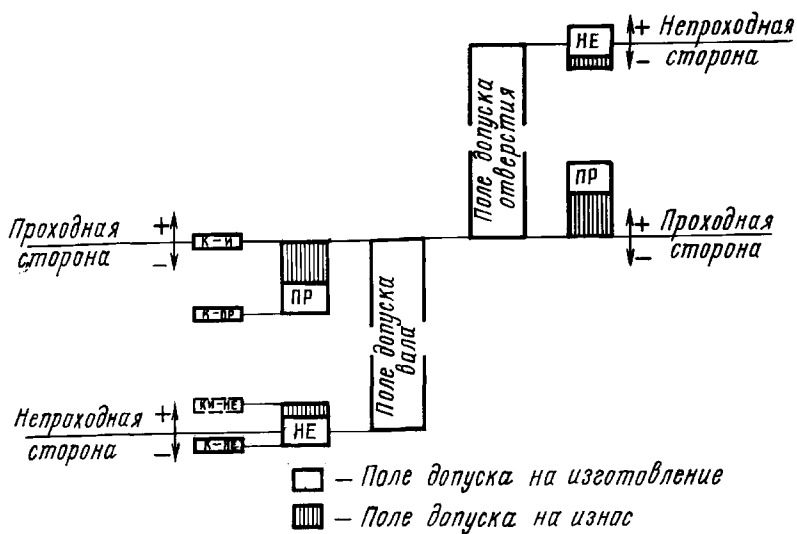 НЕ
+ Непроходная
− сторона
Поле допуска
отверстия
ПР
+ Проходная
− сторона
Проходная +
сторона −
К-И
ПР
К-ПР
Поле допуска
вала
КИ-НЕ
Непроходная +
сторона −
НЕ
К-НЕ
— Поле допуска на изготовление
— Поле допуска на износ